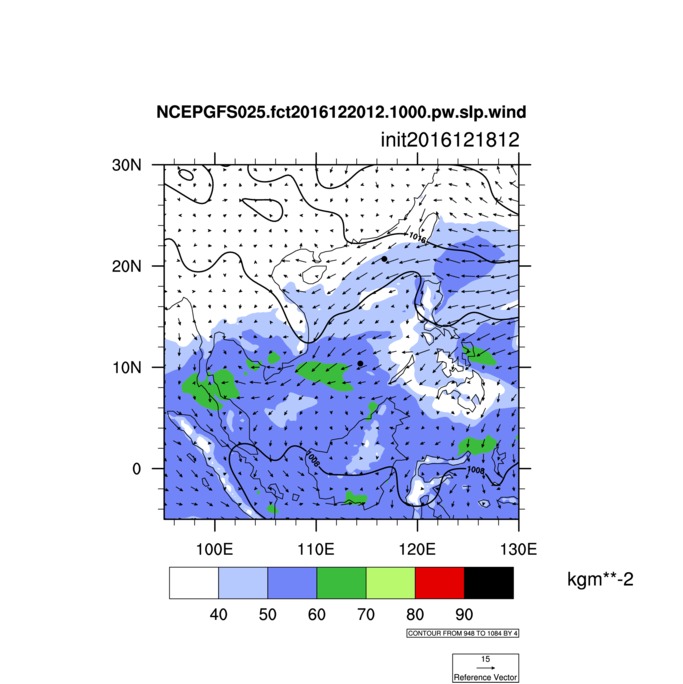 NCEPGFS025.fct2016122012.1000.pw.slp.wind
init2016121812
30N
1016
20N
10N
1008
1008
0
100E 110E 120E 130E
kgm**-2
40 50 60 70 80 90
CONTOUR FROM 948 TO 1084 BY 4
15
Reference Vector